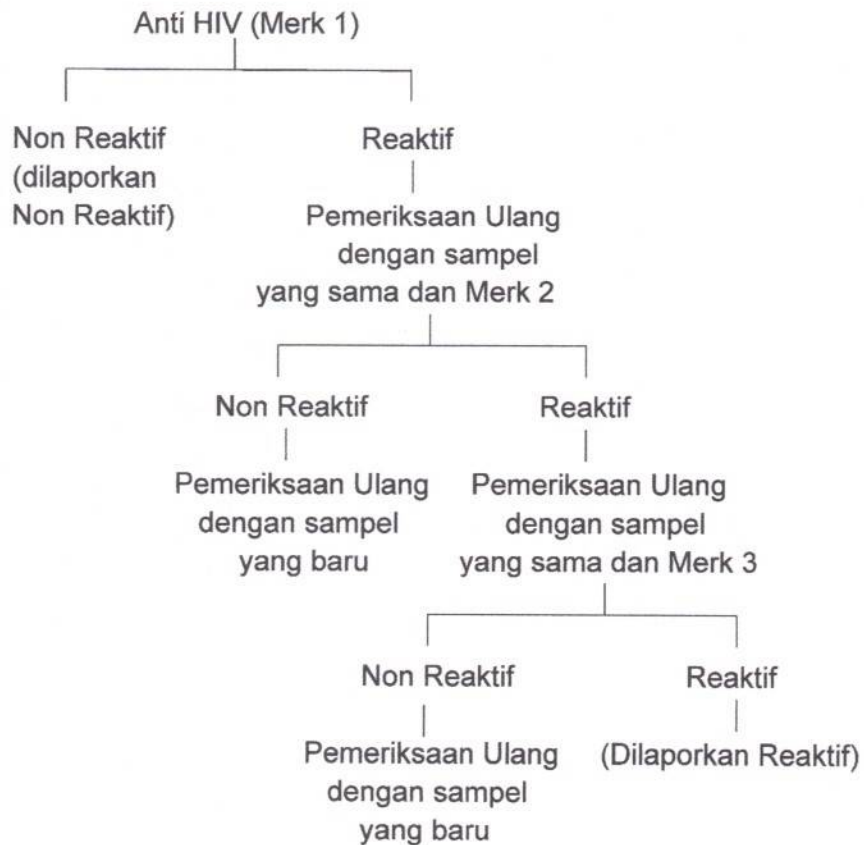 Anti HIV (Merk 1)
Non Reaktif
(dilaporkan
Non Reaktif)
Reaktif
Pemeriksaan Ulang
dengan sampel
yang sama dan Merk 2
Non Reaktif
Pemeriksaan Ulang
dengan sampel
yang baru
Reaktif
Pemeriksaan Ulang
dengan sampel
yang sama dan Merk 3
Non Reaktif
Pemeriksaan Ulang
dengan sampel
yang baru
Reaktif
(Dilaporkan Reaktif)